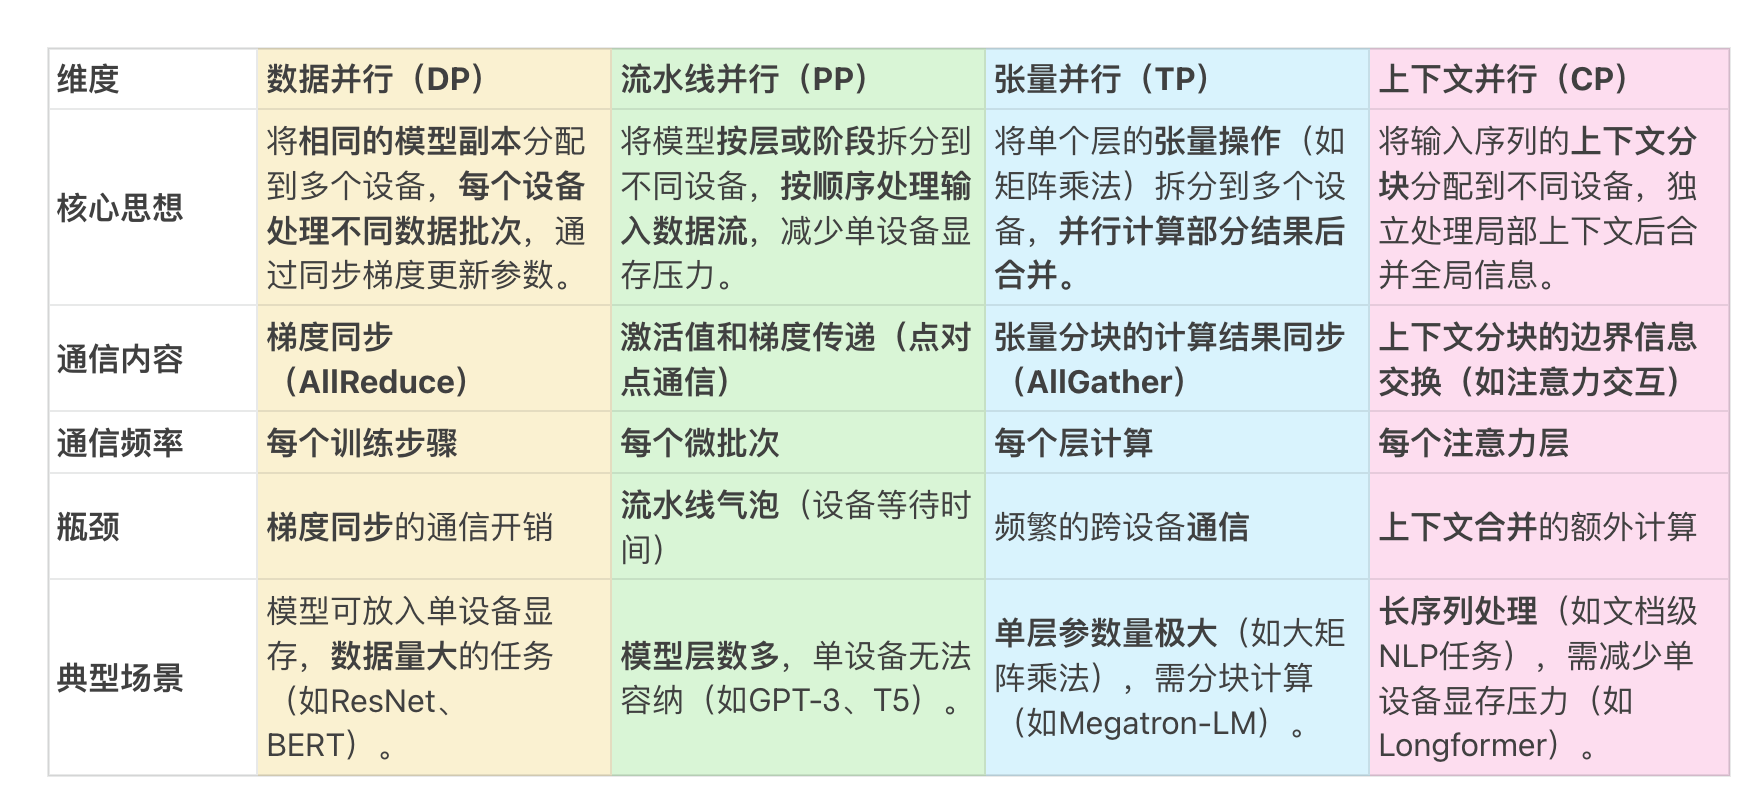 维度
数据并行（DP）
流水线并行（PP）
张量并行（TP）
上下文并行（CP）
核心思想
将相同的模型副本分配
到多个设备，每个设备
处理不同数据批次，通
过同步梯度更新参数。
将模型按层或阶段拆分到
不同设备，按顺序处理输
入数据流，减少单设备显
存压力。
将单个层的张量操作（如
矩阵乘法）拆分到多个设
备，并行计算部分结果后
合并。
将输入序列的上下文分
块分配到不同设备，独
立处理局部上下文后合
并全局信息。
通信内容
梯度同步
（AllReduce）
激活值和梯度传递（点对
点通信）
张量分块的计算结果同步
（AllGather）
上下文分块的边界信息
交换（如注意力交互）
通信频率
每个训练步骤
每个微批次
每个层计算
每个注意力层
瓶颈
梯度同步的通信开销
流水线气泡（设备等待时
间）
频繁的跨设备通信
上下文合并的额外计算
典型场景
模型可放入单设备显
存，数据量大的任务
（如ResNet、
BERT）。
模型层数多，单设备无法
容纳（如GPT-3、T5）。
单层参数量极大（如大矩
阵乘法），需分块计算
（如Megatron-LM）。
长序列处理（如文档级
NLP任务），需减少单
设备显存压力（如
Longformer）。